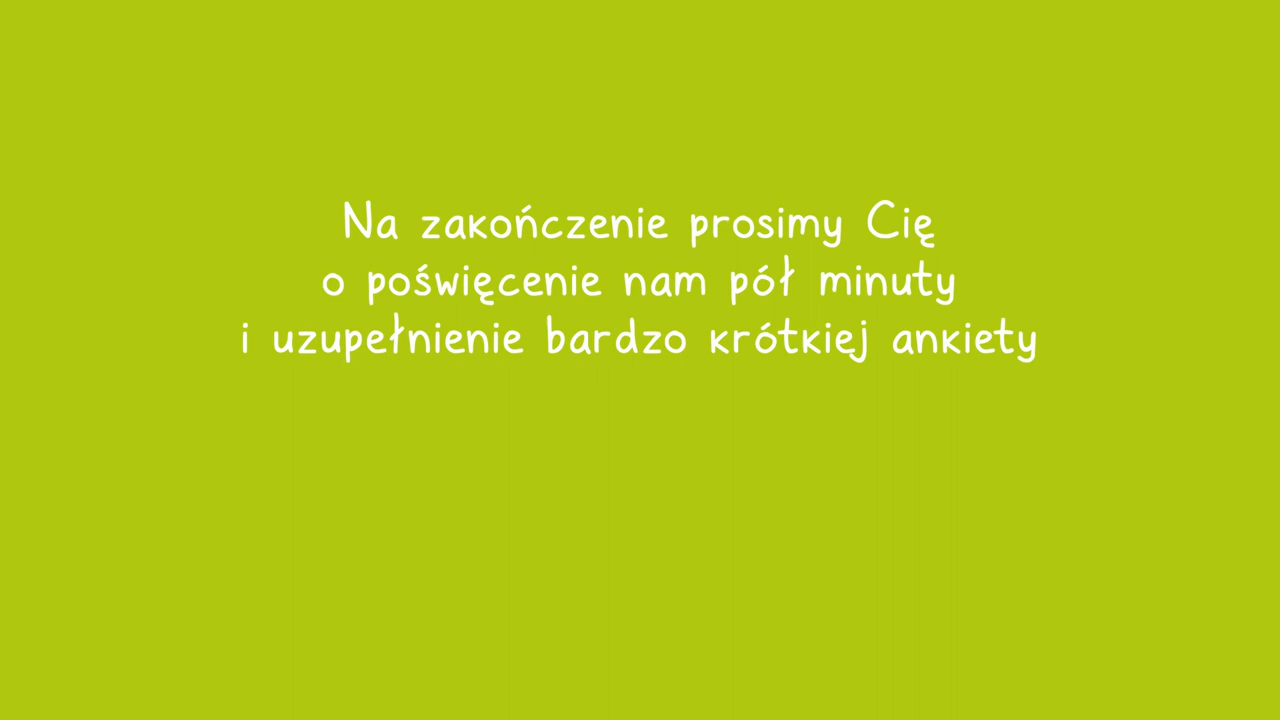 Na zakończenie prosimy Cię
o poświęcenie nam pół minuty
i uzupełnienie bardzo krótkiej ankiety